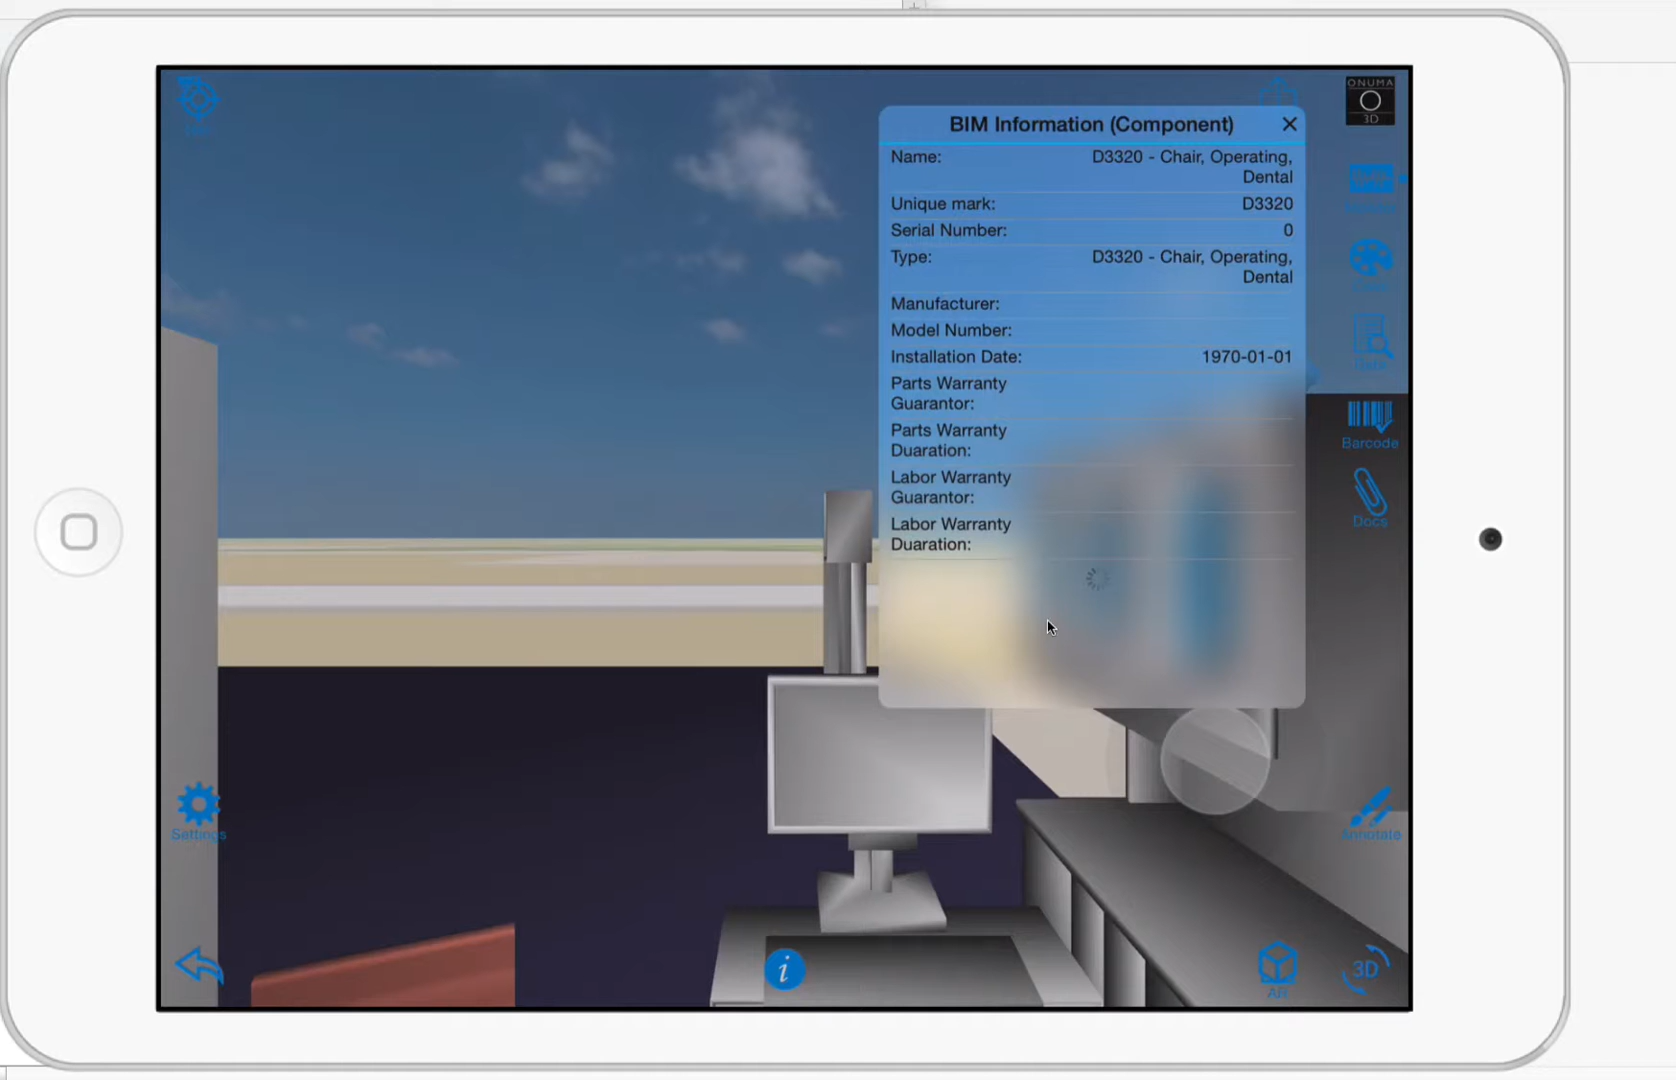 ONUMA
3D
BIM Information (Component)
Name: D3320 - Chair, Operating,
Dental
Unique mark: D3320
Serial Number: 0
Type: D3320 - Chair, Operating,
Dental
Manufacturer:
Model Number:
Installation Date: 1970-01-01
Parts Warranty
Guarantor:
Parts Warranty
Duaration:
Labor Warranty
Guarantor:
Labor Warranty
Duaration:
Barcode
Docs
Settings
Annotate
i
AR
3D